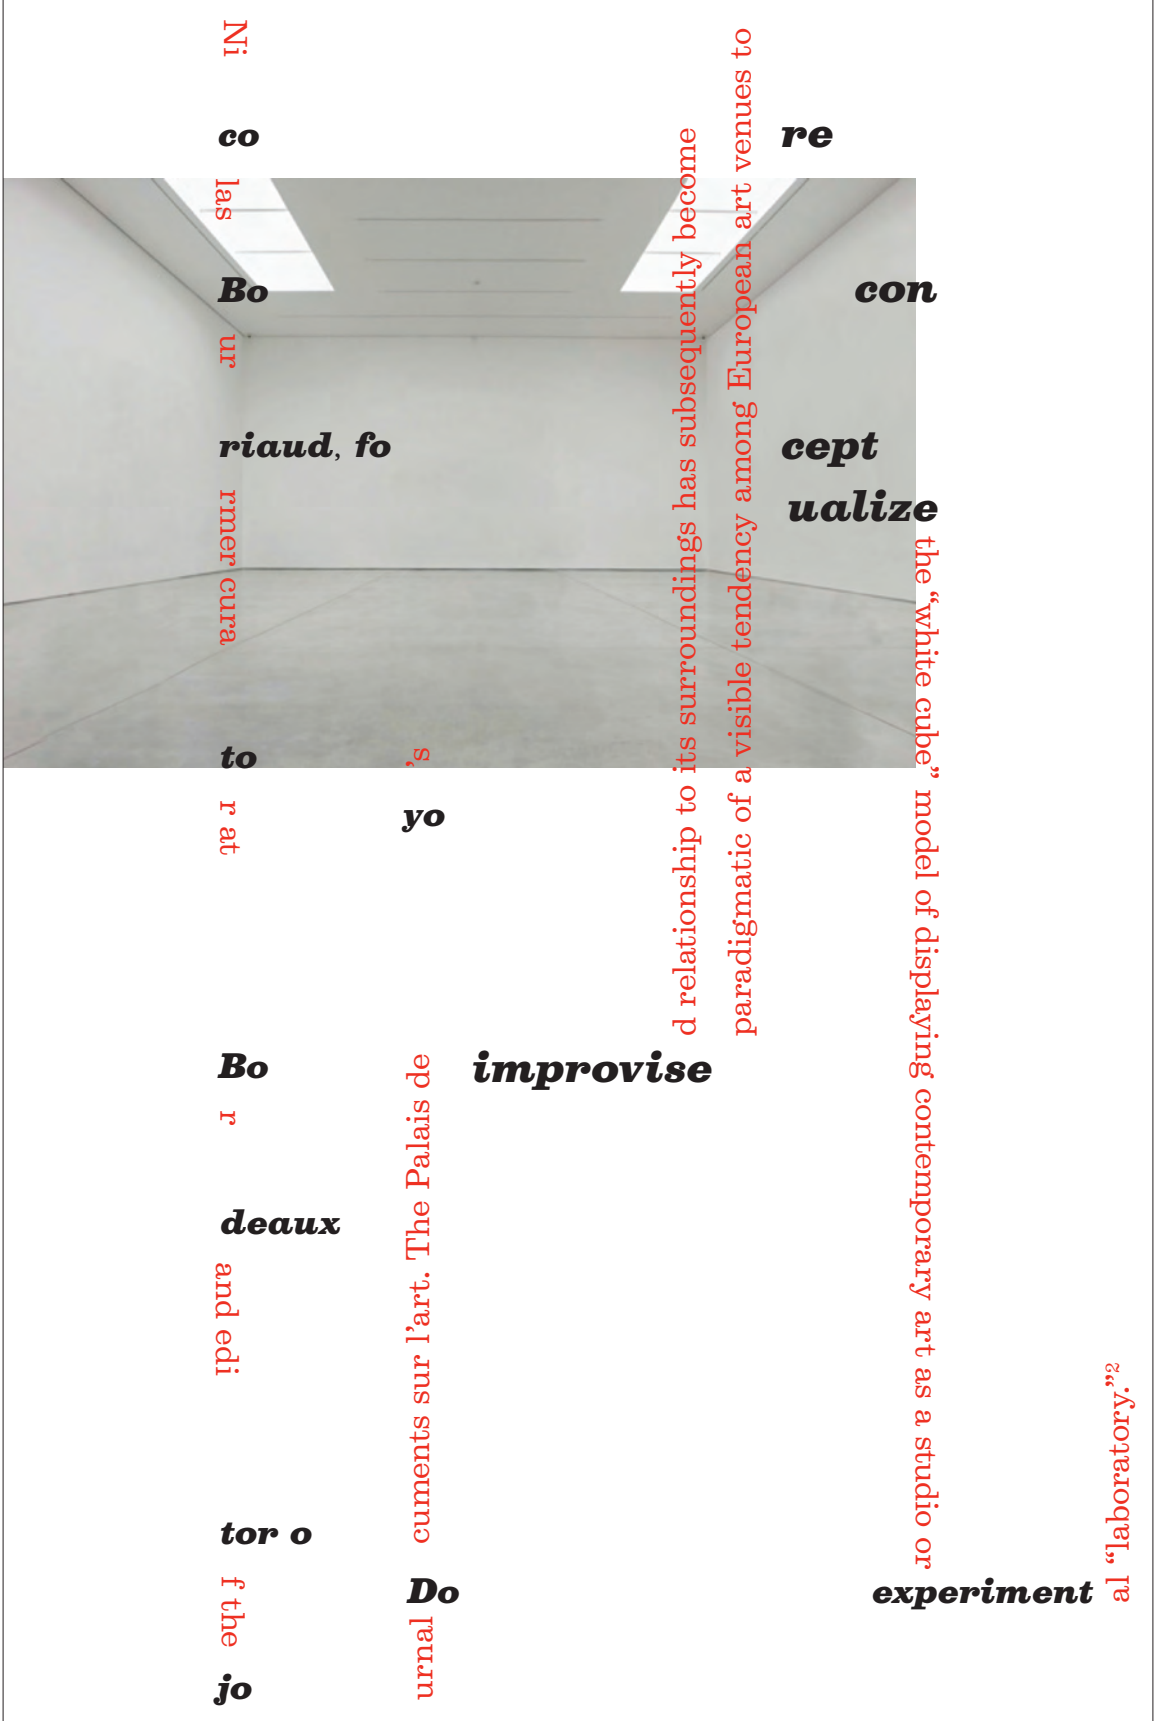 Ni
co
las
Bo
ur
riaud, fo
rmer cura
to
r at
Bo
r
deaux
and edi
tor o
f the
jo
urnal
Do
cuments sur l’art. The Palais de
yo
’s
improvise
d relationship to its surroundings has subsequently become
paradigmatic of a visible tendency among European art venues to
re
con
cept
ualize
the “white cube” model of displaying contemporary art as a studio or
experiment
al “laboratory.”2